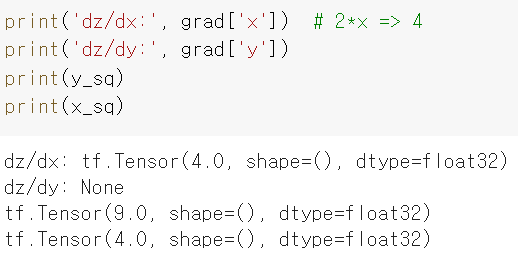 print('dz/dx:', grad['x'])  # 2*x => 4
print('dz/dy:', grad['y'])
print(y_sq)
print(x_sq)
dz/dx: tf.Tensor(4.0, shape=(), dtype=float32)
dz/dy: None
tf.Tensor(9.0, shape=(), dtype=float32)
tf.Tensor(4.0, shape=(), dtype=float32)